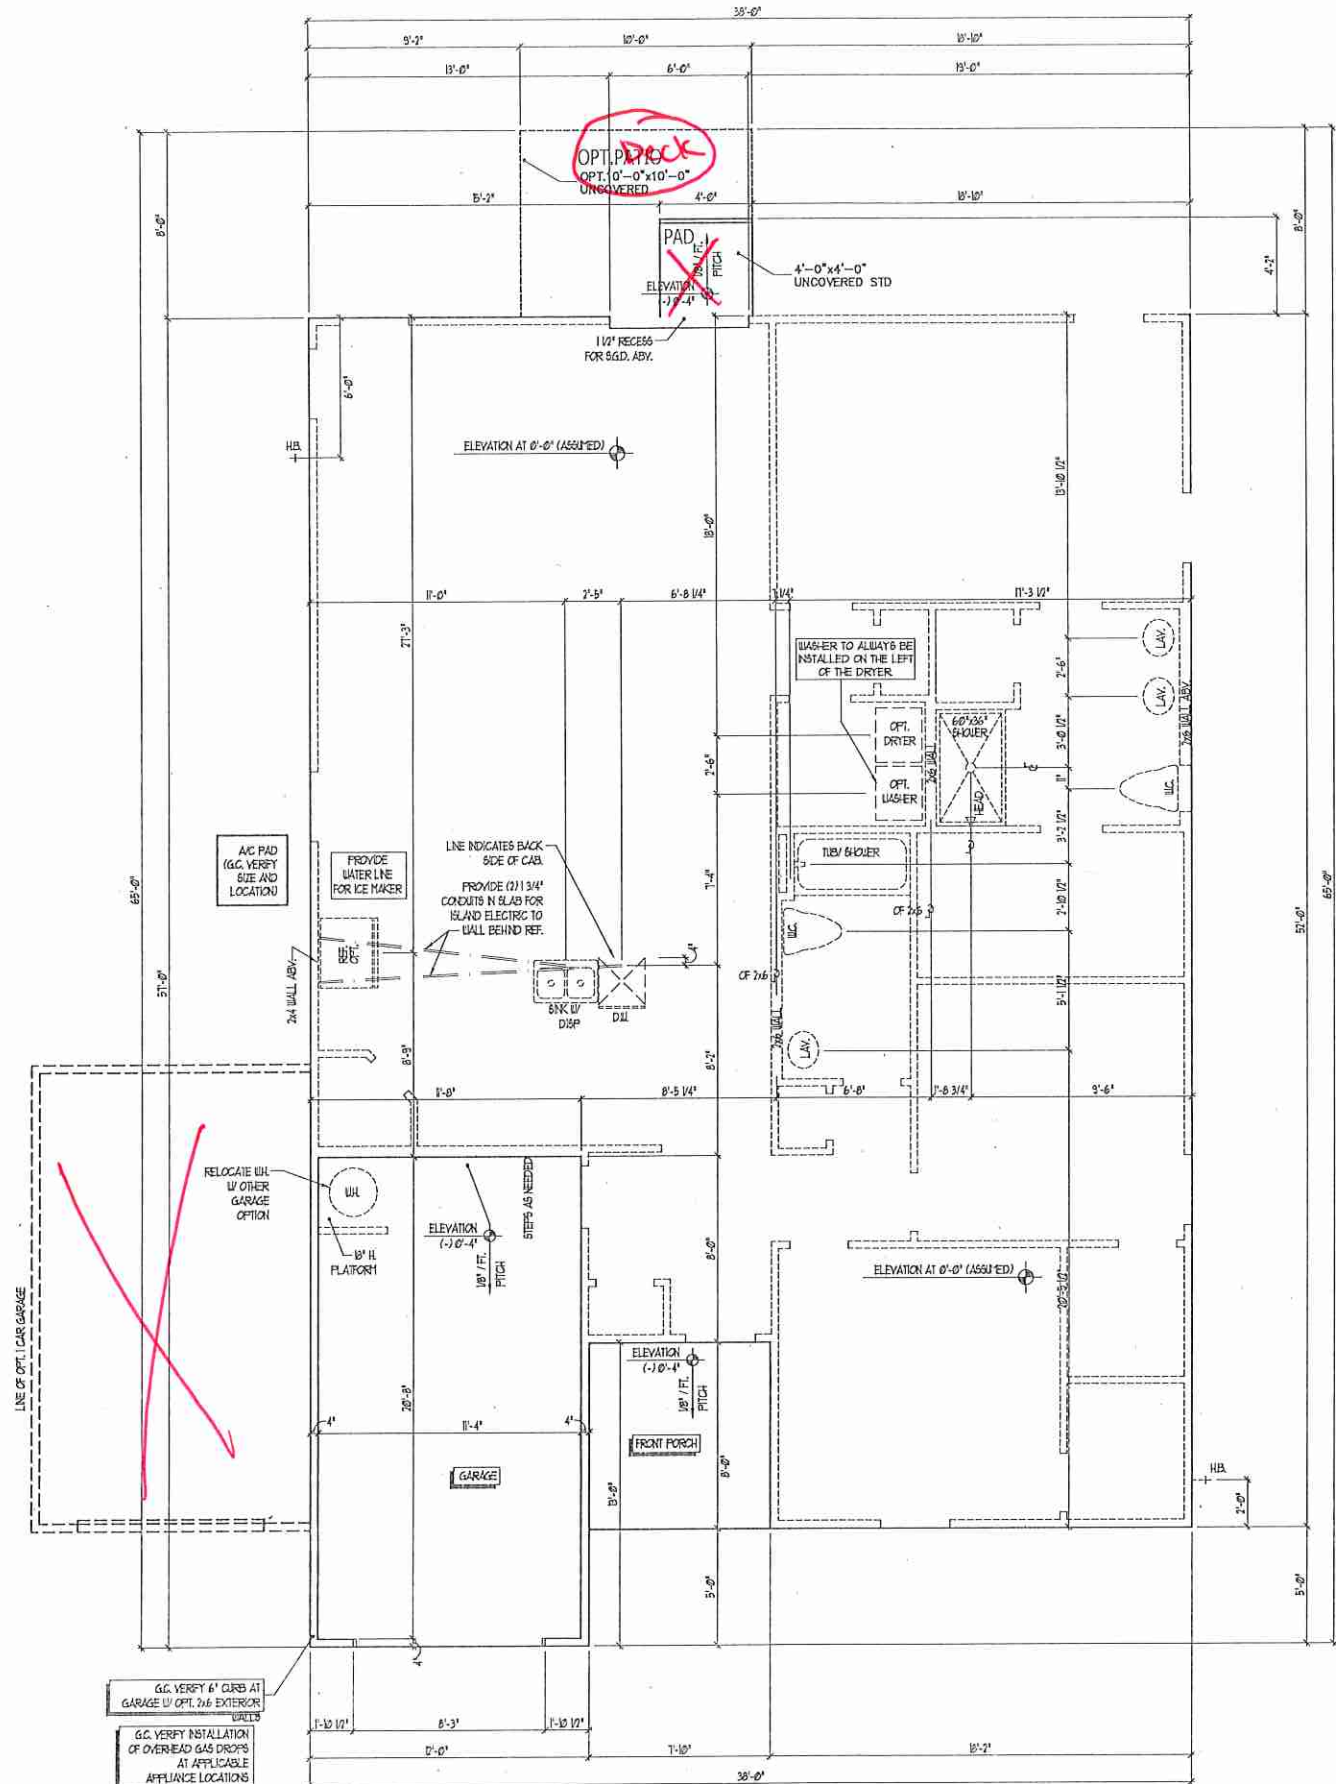 38'-0"
9'-2" 10'-0" 18'-10"
13'-0" 6'-0" 19'-0"
Deck
OPT.PATIO
OPT.10'-0"x10'-0"
UNCOVERED
15'-2" 4'-0" 18'-10"
8'-0"
8'-0"
4'-2"
PAD
1/8" / FT.
PITCH
ELEVATION
(-) 0'-4"
4'-0"x4'-0"
UNCOVERED STD
1 1/2" RECESS
FOR S.G.D. ABV.
6'-0"
H.B.
ELEVATION AT 0'-0" (ASSUMED)
18'-0"
13'-10 1/2"
11'-0" 2'-5" 6'-8 1/4" 11'-3 1/2"
27'-3"
WASHER TO ALWAYS BE
INSTALLED ON THE LEFT
OF THE DRYER
LAV.
LAV.
2'-6"
2x6 WALL ABV.
OPT.
DRYER
60"x36"
SHOWER
3'-0 1/2"
2'-6"
OPT.
WASHER
2x6 WALL
HEAD
11"
W.C.
3'-2 1/2"
A/C PAD
(G.C. VERIFY
SIZE AND
LOCATION)
PROVIDE
WATER LINE
FOR ICE MAKER
LINE INDICATES BACK
SIDE OF CAB.
PROVIDE (2) 1 3/4"
CONDUITS IN SLAB FOR
ISLAND ELECTRIC TO
WALL BEHIND REF.
TUB/ SHOWER
7'-4"
2'-10 1/2"
OF 2x6
65'-0"
65'-0"
52'-0"
57'-0"
REF.
OPT.
2x4 WALL ABV.
4"
W.C.
OF 2x6
SINK W/
DISP
D.W.
5'-1 1/2"
2x6 WALL
LAV.
8'-9"
8'-2"
8'-5 1/4" 6'-8" 1'-8 3/4" 9'-6"
RELOCATE W.H.
W/ OTHER
GARAGE
OPTION
W.H.
18" H.
PLATFORM
STEPS AS NEEDED
ELEVATION
(-) 0'-4"
1/8" / FT.
PITCH
8'-0"
ELEVATION AT 0'-0" (ASSUMED)
20'-9 1/2"
LINE OF OPT. 1 CAR GARAGE
ELEVATION
(-) 0'-4"
1/8" / FT.
PITCH
20'-8"
4" 11'-4" 4"
FRONT PORCH
GARAGE
13'-0"
8'-0"
H.B.
2'-0"
5'-0"
5'-0"
4"
G.C. VERIFY 6" CURB AT
GARAGE W/ OPT. 2x6 EXTERIOR
WALLS
G.C. VERIFY INSTALLATION
OF OVERHEAD GAS DROPS
AT APPLICABLE
APPLIANCE LOCATIONS
1'-10 1/2" 8'-3" 1'-10 1/2"
12'-0" 7'-10" 18'-2"
38'-0"